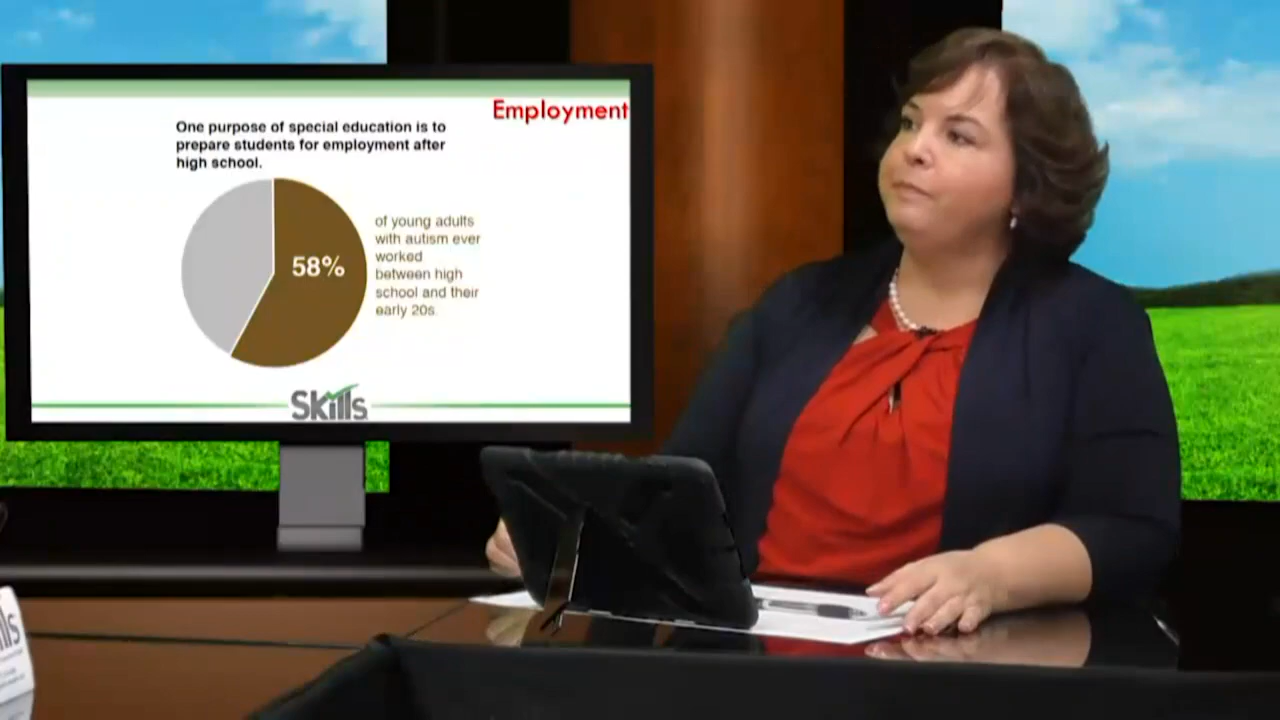 Employment
One purpose of special education is to
prepare students for employment after
high school.
58%
of young adults
with autism ever
worked
between high
school and their
early 20s
Skills
lls